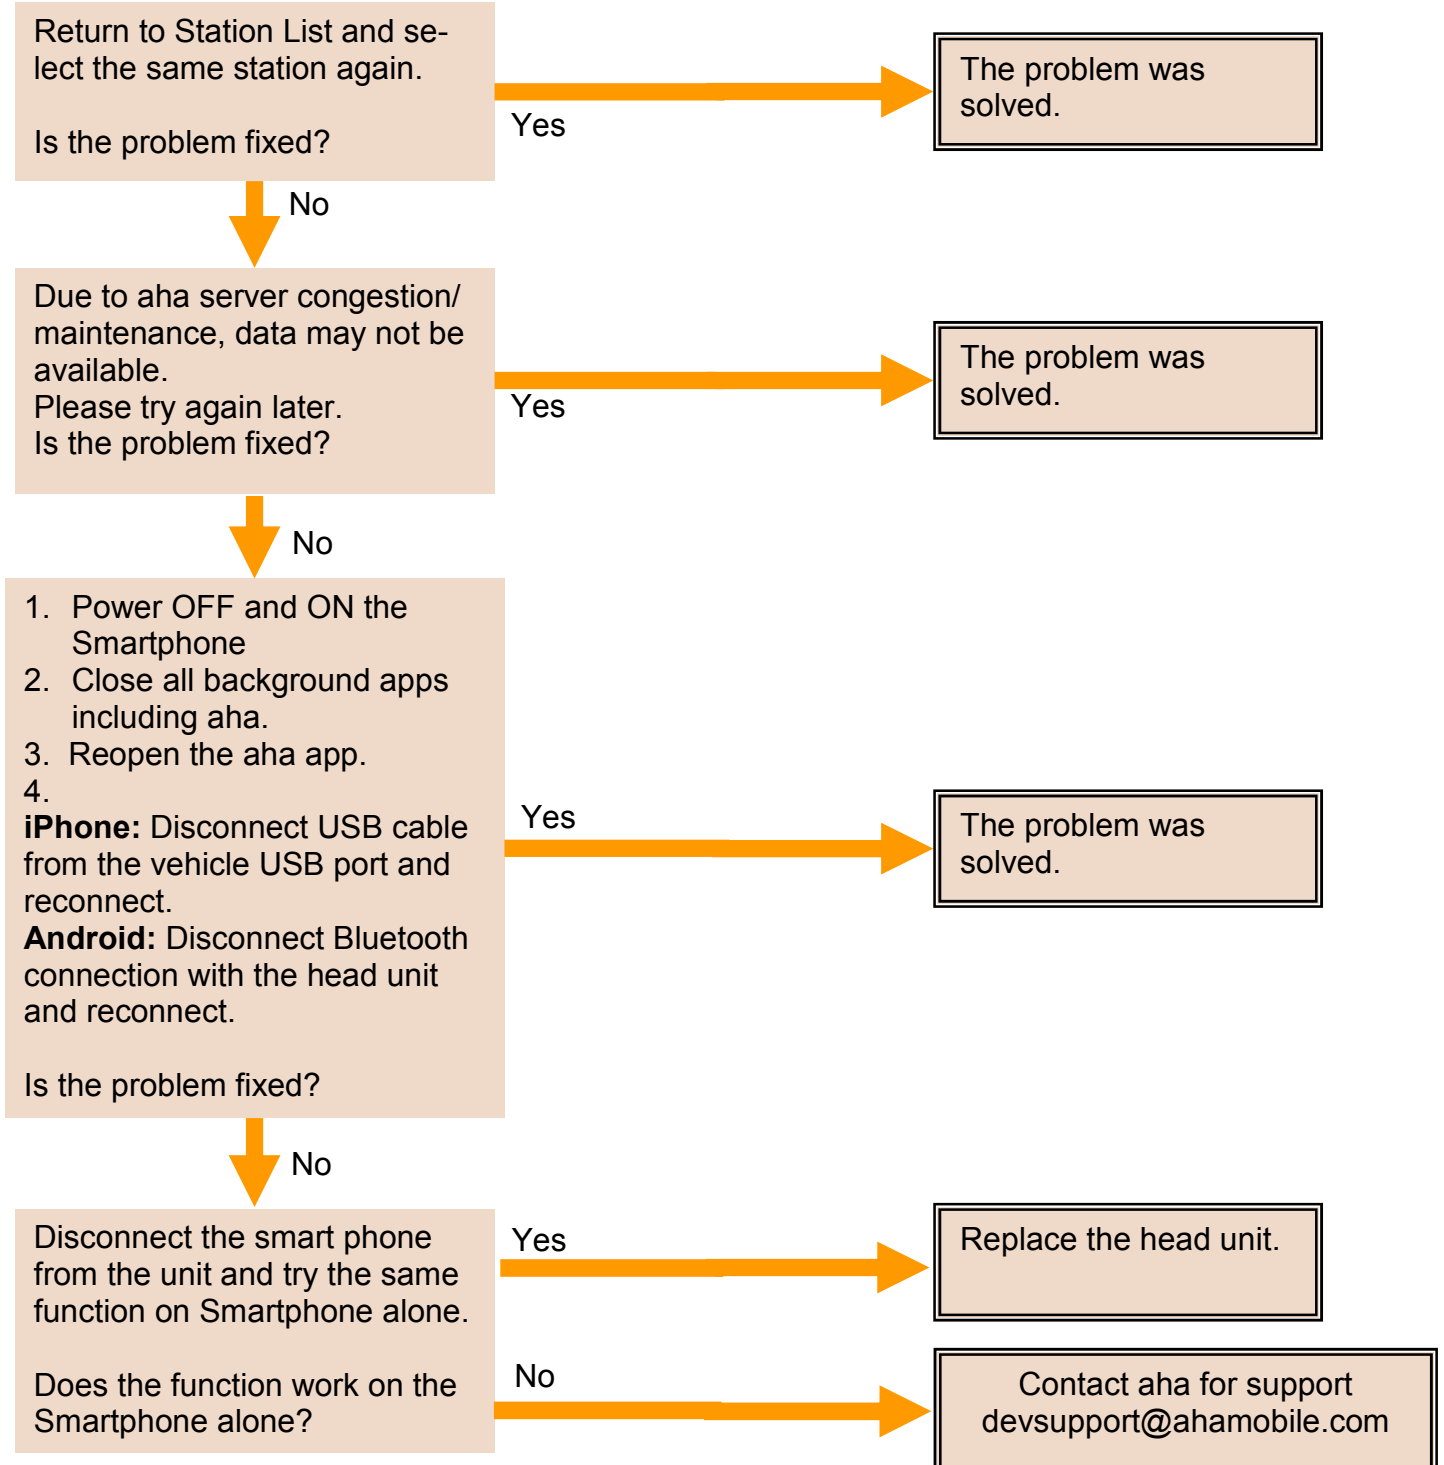 Return to Station List and se-
lect the same station again.
Is the problem fixed?
Yes
The problem was
solved.
No
Due to aha server congestion/
maintenance, data may not be
available.
Please try again later.
Is the problem fixed?
Yes
The problem was
solved.
No
1. Power OFF and ON the
Smartphone
2. Close all background apps
including aha.
3. Reopen the aha app.
4.
iPhone: Disconnect USB cable
from the vehicle USB port and
reconnect.
Android: Disconnect Bluetooth
connection with the head unit
and reconnect.
Is the problem fixed?
Yes
The problem was
solved.
No
Disconnect the smart phone
from the unit and try the same
function on Smartphone alone.
Does the function work on the
Smartphone alone?
Yes
Replace the head unit.
No
Contact aha for support
devsupport@ahamobile.com